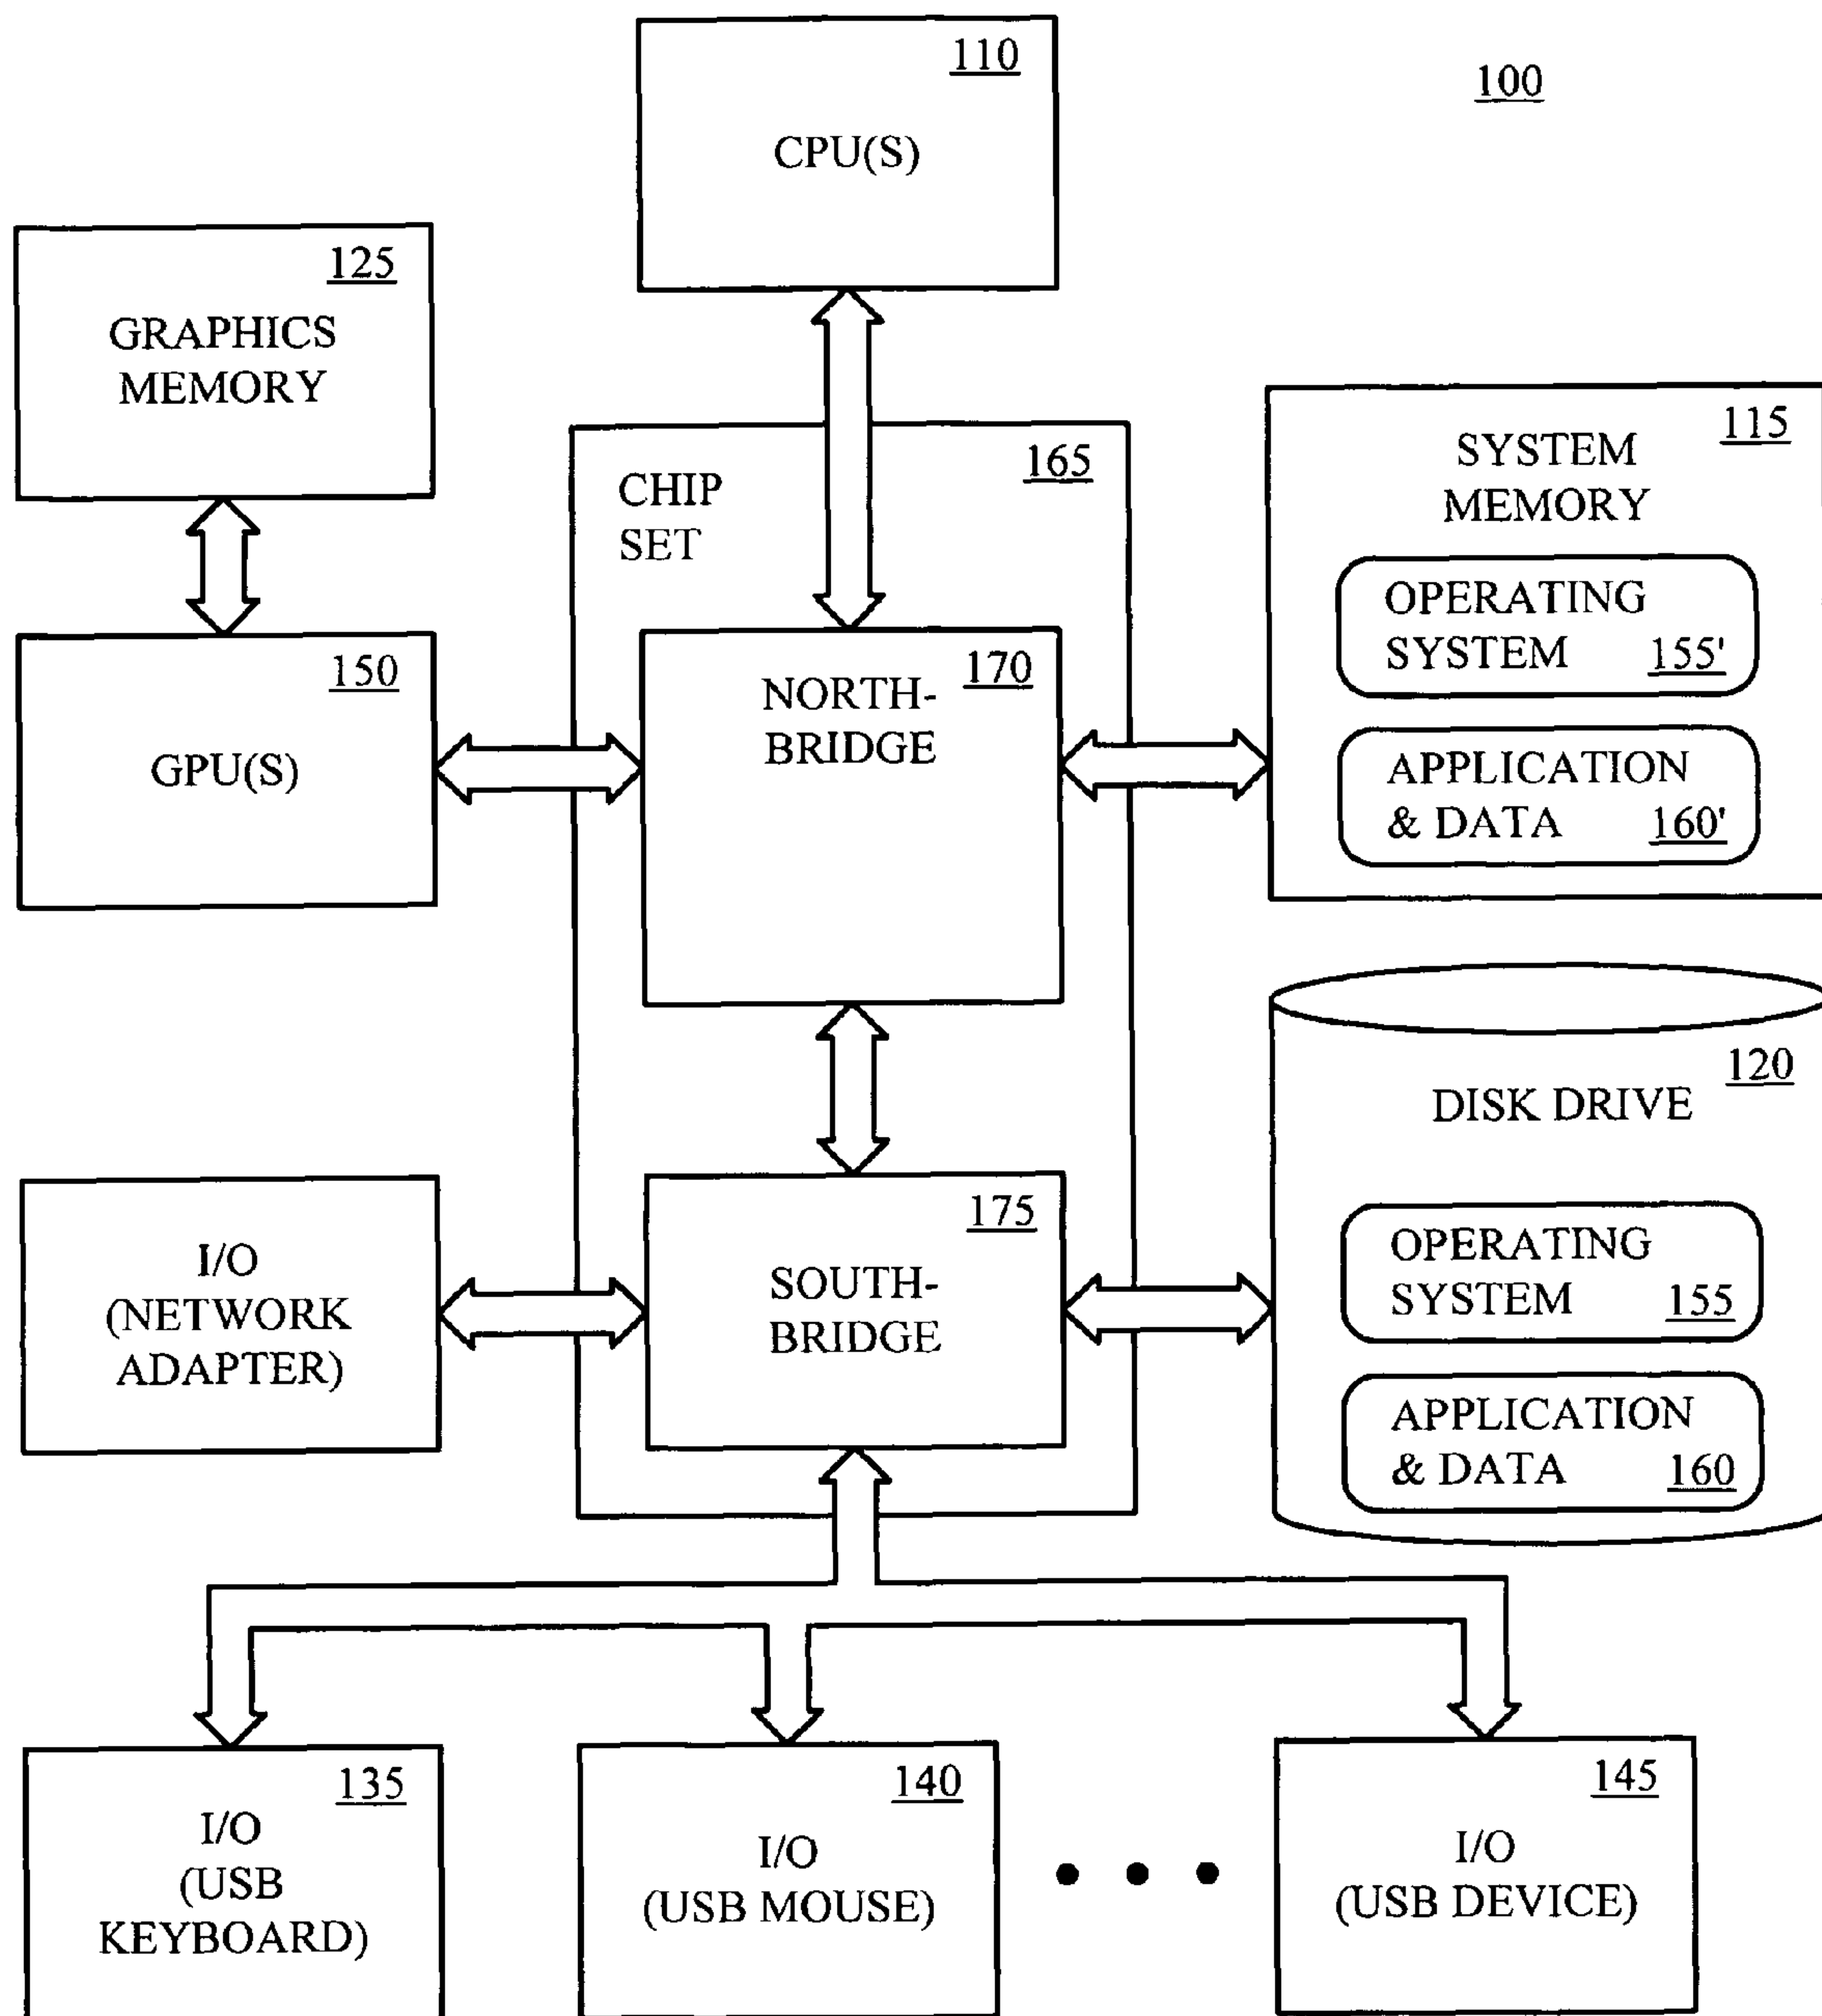 110
CPU(S)
100
125
GRAPHICS
MEMORY
165
CHIP
SET
115
SYSTEM
MEMORY
OPERATING
SYSTEM 155'
APPLICATION
& DATA 160'
150
GPU(S)
170
NORTH-
BRIDGE
120
DISK DRIVE
OPERATING
SYSTEM 155
APPLICATION
& DATA 160
I/O
(NETWORK
ADAPTER)
175
SOUTH-
BRIDGE
135
I/O
(USB
KEYBOARD)
140
I/O
(USB MOUSE)
145
I/O
(USB DEVICE)